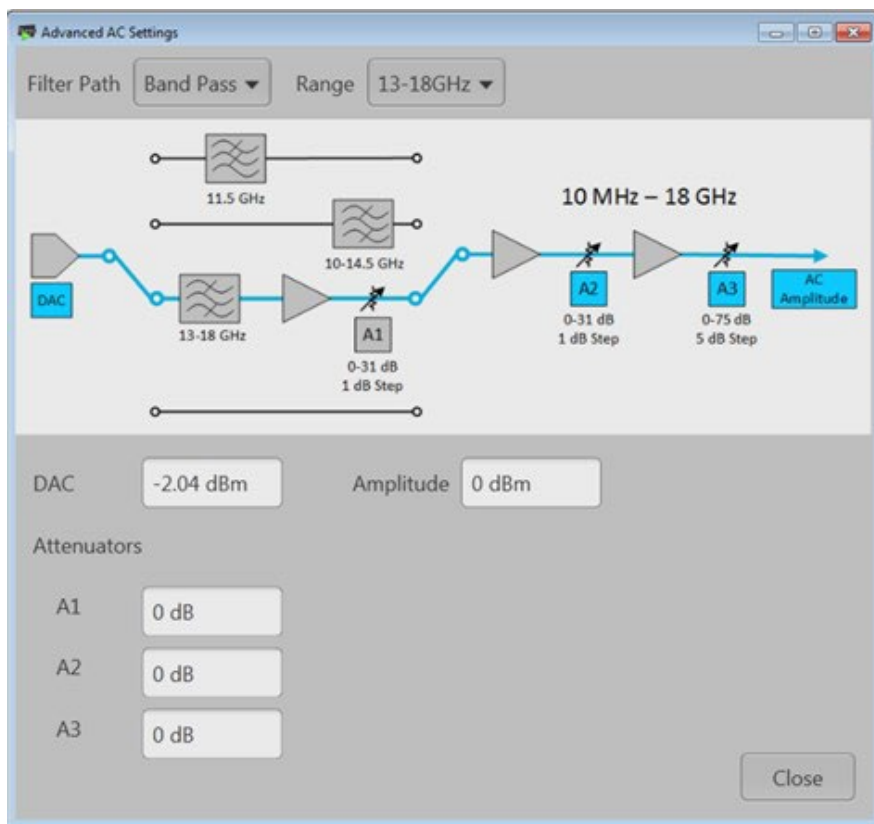 Advanced AC Settings
Filter Path Band Pass Range 13-18GHz
11.5 GHz
10 MHz – 18 GHz
10-14.5 GHz
DAC
13-18 GHz
A1
0-31 dB
1 dB Step
A2
0-31 dB
1 dB Step
A3
0-75 dB
5 dB Step
AC
Amplitude
DAC -2.04 dBm Amplitude 0 dBm
Attenuators
A1 0 dB
A2 0 dB
A3 0 dB
Close